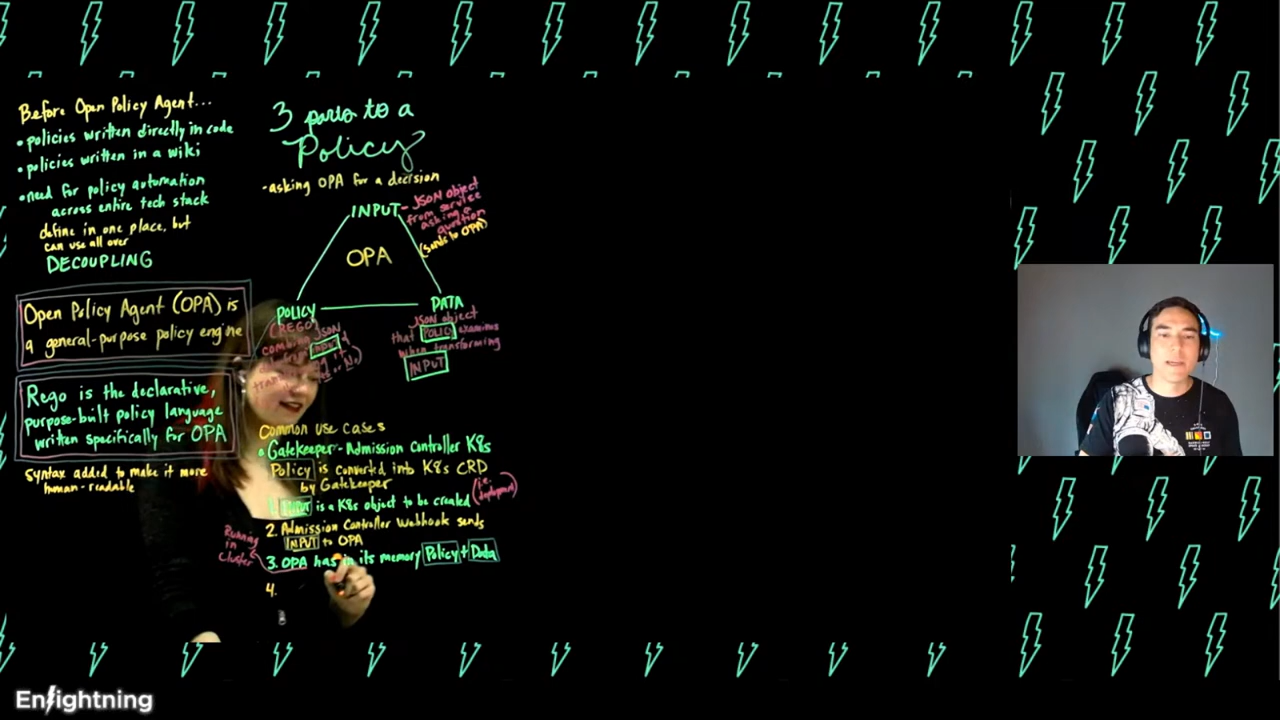 Before Open Policy Agent...
• policies written directly in code
• policies written in a wiki
• need for policy automation
across entire tech stack
define in one place, but
can use all over
DECOUPLING
Open Policy Agent (OPA) is
a general-purpose policy engine
Rego is the declarative,
purpose-built policy language
written specifically for OPA
Syntax added to make it more
human-readable
3 parts to a
Policy
- asking OPA for a decision
INPUT - JSON object
from service
asking a
question
(sends to OPA)
OPA
POLICY
(REGO)
combining JSON
INPUT
DATA
JSON object
that POLICY examines
when transforming
INPUT
Common use cases
• Gatekeeper - Admission Controller K8s
Policy is converted into K8s CRD
by Gatekeeper
1. INPUT is a K8s object to be created (i.e. deployment)
2. Admission Controller Webhook sends
INPUT to OPA
3. OPA has in its memory Policy + Data
Running
in
cluster
4.
Enlightning